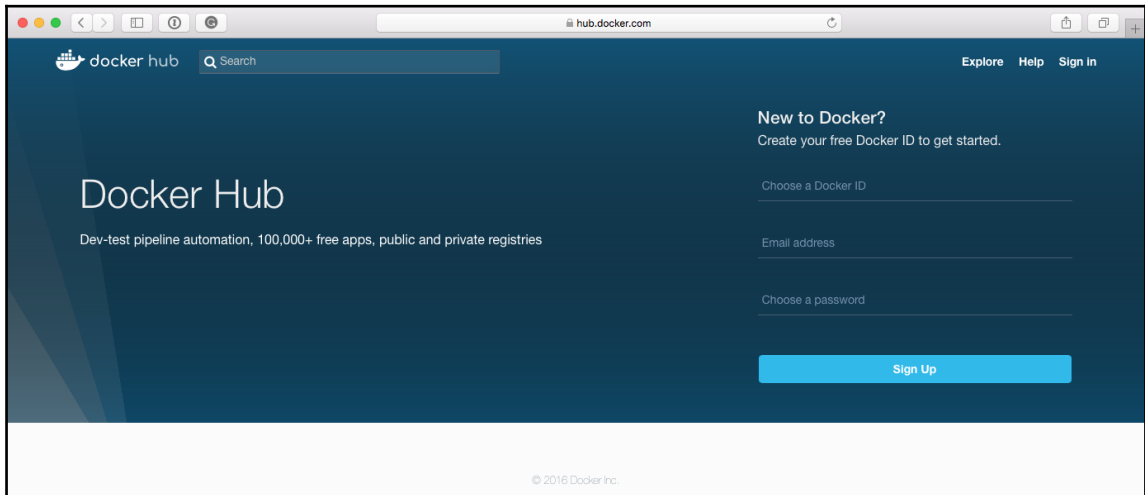 hub.docker.com
docker hub
Search
Explore Help Sign in
New to Docker?
Create your free Docker ID to get started.
Choose a Docker ID
Docker Hub
Dev-test pipeline automation, 100,000+ free apps, public and private registries
Email address
Choose a password
Sign Up
© 2016 Docker Inc.